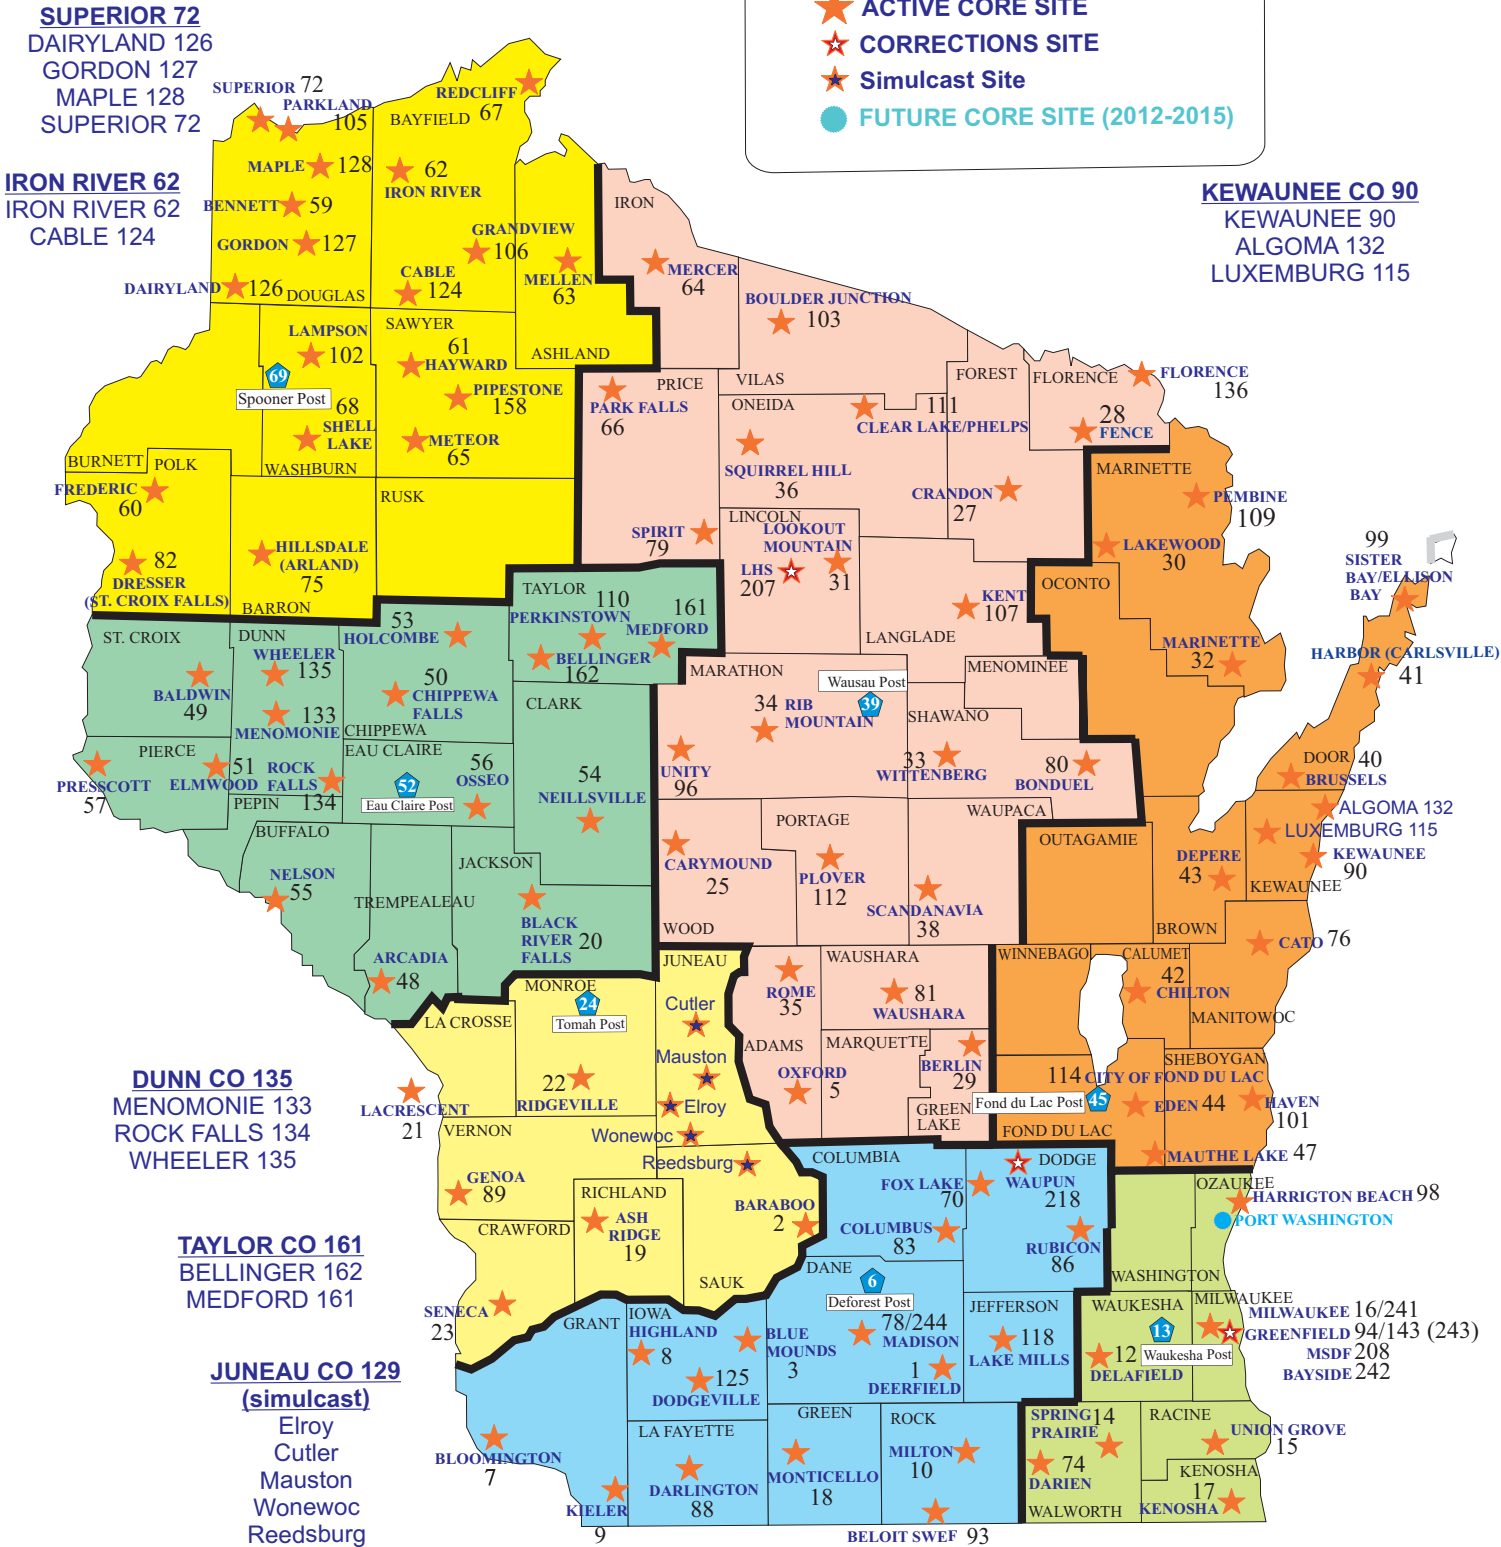 SUPERIOR 72
DAIRYLAND 126
GORDON 127
MAPLE 128
SUPERIOR 72
IRON RIVER 62
IRON RIVER 62
CABLE 124
ACTIVE CORE SITE
CORRECTIONS SITE
Simulcast Site
FUTURE CORE SITE (2012-2015)
KEWAUNEE CO 90
KEWAUNEE 90
ALGOMA 132
LUXEMBURG 115
SUPERIOR 72
PARKLAND
105
REDCLIFF
67
BAYFIELD
MAPLE 128
62
IRON RIVER
BENNETT 59
GORDON 127
GRANDVIEW
106
CABLE
124
MELLEN
63
DAIRYLAND 126
DOUGLAS
ASHLAND
IRON
MERCER
64
BOULDER JUNCTION
103
LAMPSON
102
SAWYER
61
HAYWARD
69
Spooner Post
PIPESTONE
158
68
SHELL
LAKE
METEOR
65
WASHBURN
BURNETT
POLK
FREDERIC
60
RUSK
82
DRESSER
(ST. CROIX FALLS)
HILLSDALE
(ARLAND)
75
BARRON
PRICE
PARK FALLS
66
VILAS
ONEIDA
FOREST
FLORENCE
FLORENCE
136
111
CLEAR LAKE/PHELPS
28
FENCE
SQUIRREL HILL
36
CRANDON
27
SPIRIT
79
LINCOLN
LOOKOUT
MOUNTAIN
31
LHS
207
KENT
107
LANGLADE
MARINETTE
PEMBINE
109
LAKEWOOD
30
OCONTO
MARINETTE
32
99
SISTER
BAY/ELLISON
BAY
HARBOR (CARLSVILLE)
41
DOOR
40
BRUSSELS
ST. CROIX
DUNN
WHEELER
135
53
HOLCOMBE
TAYLOR
110
PERKINSTOWN
161
MEDFORD
BELLINGER
162
BALDWIN
49
133
MENOMONIE
50
CHIPPEWA
FALLS
CHIPPEWA
CLARK
PIERCE
PRESSCOTT
57
51
ELMWOOD
ROCK
FALLS
134
PEPIN
EAU CLAIRE
52
Eau Claire Post
56
OSSEO
54
NEILLSVILLE
BUFFALO
NELSON
55
TREMPEALEAU
JACKSON
BLACK
RIVER
FALLS
20
ARCADIA
48
MARATHON
Wausau Post
39
34
RIB
MOUNTAIN
MENOMINEE
SHAWANO
UNITY
96
33
WITTENBERG
80
BONDUEL
PORTAGE
WAUPACA
CARYMOUND
25
PLOVER
112
SCANDANAVIA
38
WOOD
OUTAGAMIE
ALGOMA 132
LUXEMBURG 115
KEWAUNEE
90
DEPERE
43
KEWAUNEE
BROWN
CATO 76
WINNEBAGO
CALUMET
42
CHILTON
MANITOWOC
JUNEAU
Cutler
Mauston
Elroy
Wonewoc
Reedsburg
MONROE
24
Tomah Post
LA CROSSE
22
RIDGEVILLE
LACRESCENT
21
VERNON
ROME
35
WAUSHARA
81
WAUSHARA
ADAMS
MARQUETTE
OXFORD
5
BERLIN
29
GREEN
LAKE
SHEBOYGAN
114
CITY OF FOND DU LAC
Fond du Lac Post
45
EDEN 44
HAVEN
101
FOND DU LAC
MAUTHE LAKE 47
DUNN CO 135
MENOMONIE 133
ROCK FALLS 134
WHEELER 135
GENOA
89
RICHLAND
ASH
RIDGE
19
CRAWFORD
BARABOO
2
SAUK
SENECA
23
COLUMBIA
DODGE
FOX LAKE
70
WAUPUN
218
COLUMBUS
83
RUBICON
86
OZAUKEE
HARRIGTON BEACH 98
PORT WASHINGTON
WASHINGTON
TAYLOR CO 161
BELLINGER 162
MEDFORD 161
DANE
6
Deforest Post
78/244
MADISON
1
DEERFIELD
JEFFERSON
118
LAKE MILLS
GRANT
IOWA
HIGHLAND
8
BLUE
MOUNDS
3
125
DODGEVILLE
WAUKESHA
13
Waukesha Post
12
DELAFIELD
MILWAUKEE
MILWAUKEE 16/241
GREENFIELD 94/143 (243)
MSDF 208
BAYSIDE 242
JUNEAU CO 129
(simulcast)
Elroy
Cutler
Mauston
Wonewoc
Reedsburg
BLOOMINGTON
7
KIELER
9
LA FAYETTE
DARLINGTON
88
GREEN
MONTICELLO
18
ROCK
MILTON
10
BELOIT SWEF 93
SPRING
PRAIRIE
14
74
DARIEN
WALWORTH
RACINE
UNION GROVE
15
KENOSHA
17
KENOSHA